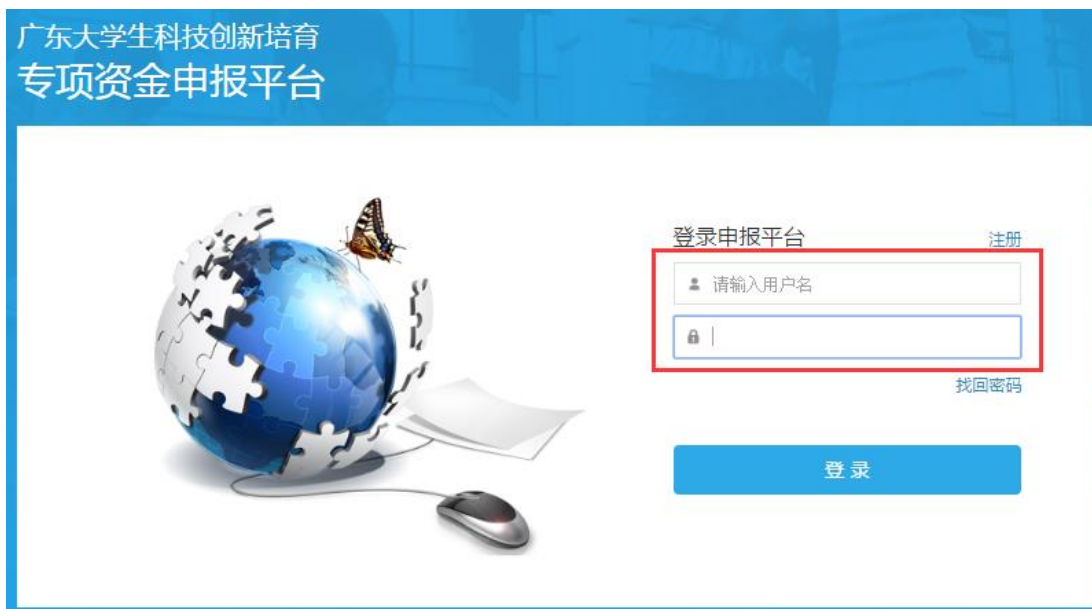 广东大学生科技创新培育
专项资金申报平台
登录申报平台 注册
请输入用户名
找回密码
登 录